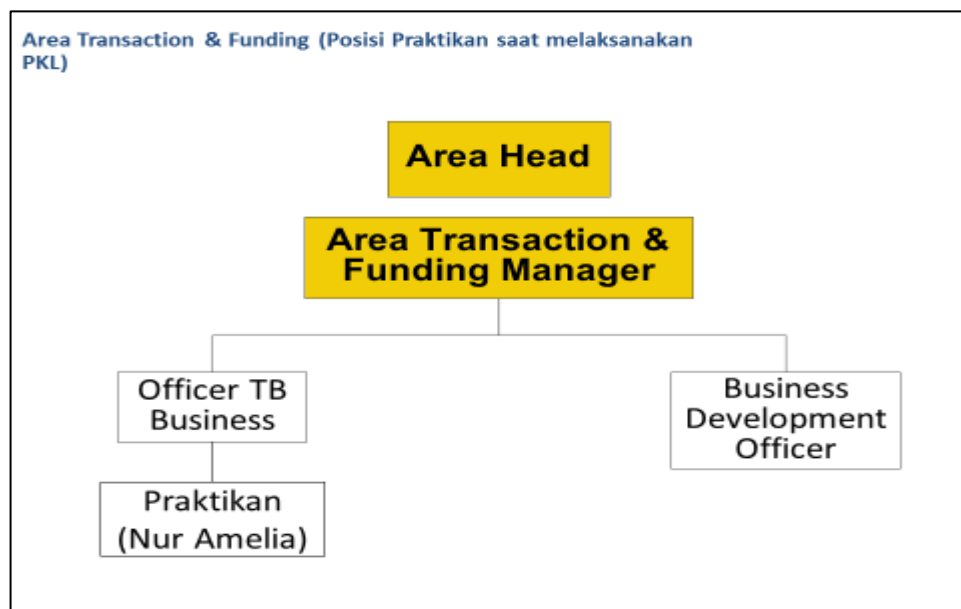 Area Transaction & Funding (Posisi Praktikan saat melaksanakan
PKL)
Area Head
Area Transaction &
Funding Manager
Officer TB
Business
Business
Development
Officer
Praktikan
(Nur Amelia)